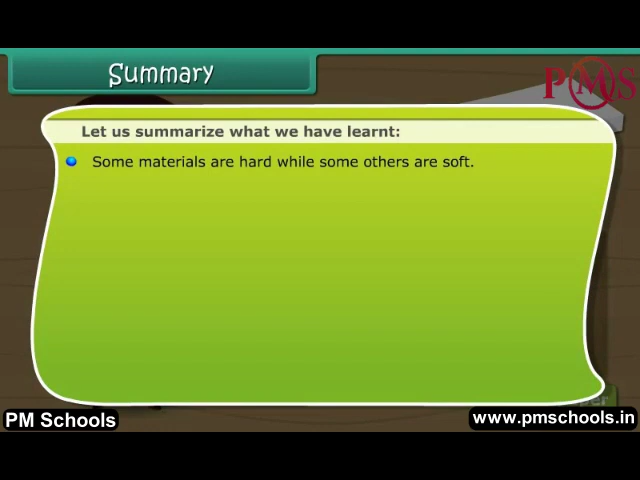 Summary
PMS
Let us summarize what we have learnt:
Some materials are hard while some others are soft.
PM Schools
www.pmschools.in